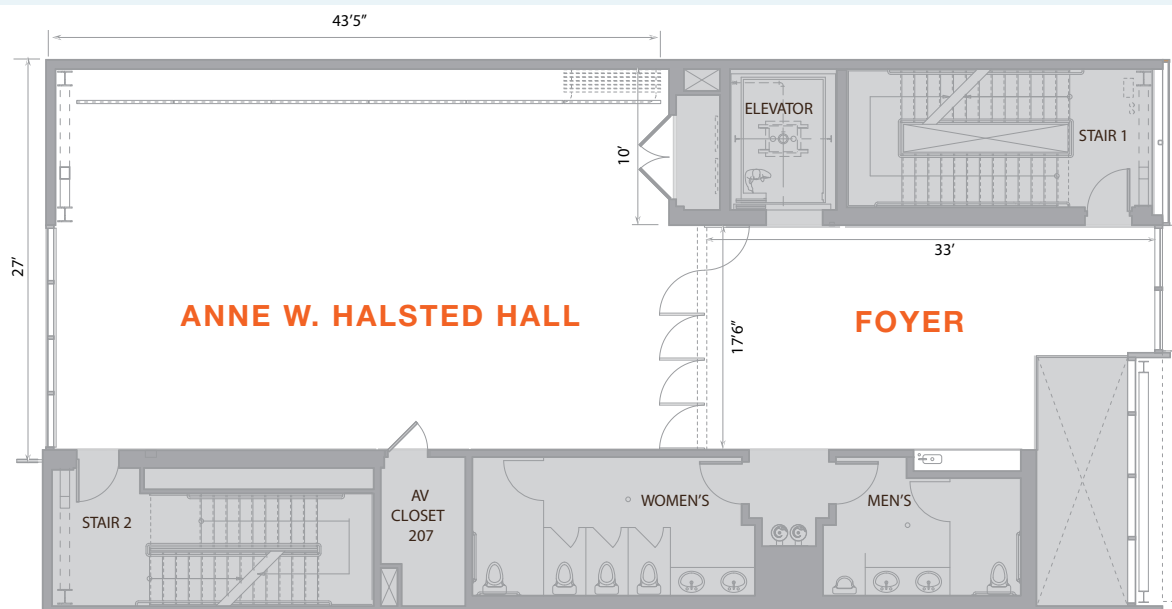 43'5"
ELEVATOR
STAIR 1
10'
33'
27'
ANNE W. HALSTED HALL
FOYER
17'6"
AV
CLOSET
207
WOMEN'S
MEN'S
STAIR 2